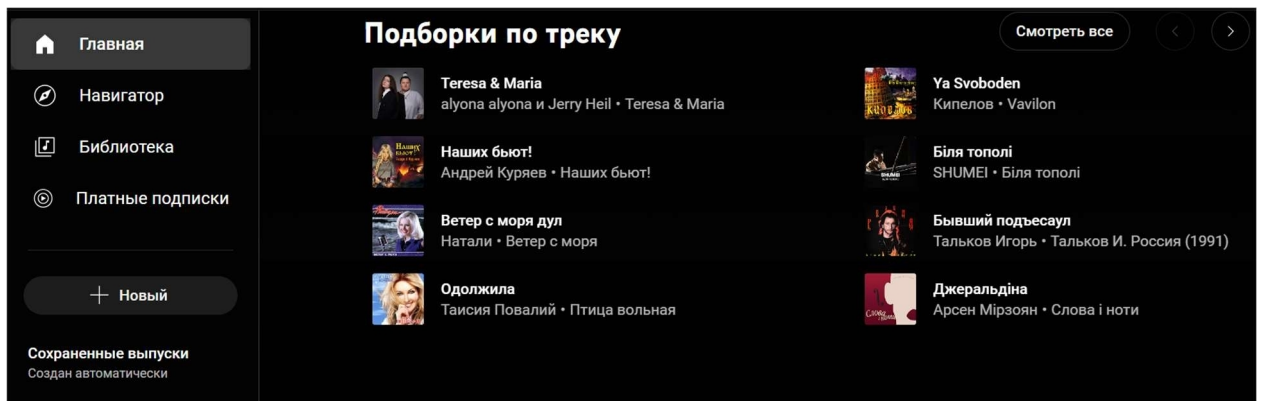 Главная
Навигатор
Библиотека
Платные подписки
Новый
Сохраненные выпуски
Создан автоматически
Подборки по треку
Смотреть все
Teresa & Maria
alyona alyona и Jerry Heil • Teresa & Maria
Наших бьют!
Андрей Куряев • Наших бьют!
Ветер с моря дул
Натали • Ветер с моря
Одолжила
Таисия Повалий • Птица вольная
Ya Svoboden
Кипелов • Vavilon
Біля тополі
SHUMEI • Біля тополі
Бывший подъесаул
Тальков Игорь • Тальков И. Россия (1991)
Джеральдіна
Арсен Мірзоян • Слова і ноти